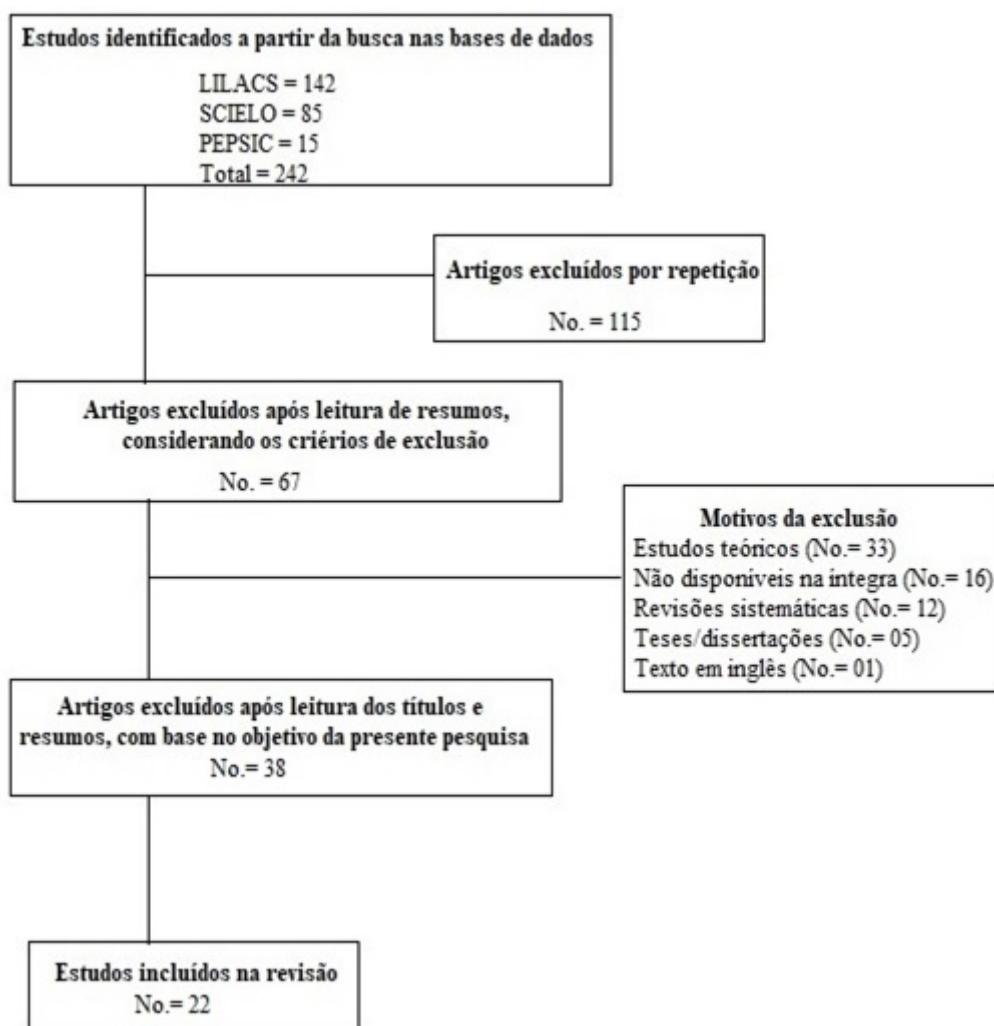 Estudos identificados a partir da busca nas bases de dados
LILACS = 142
SCIELO = 85
PEPSIC = 15
Total = 242
Artigos excluídos por repetição
No. = 115
Artigos excluídos após leitura de resumos,
considerando os criérios de exclusão
No. = 67
Motivos da exclusão
Estudos teóricos (No.= 33)
Não disponíveis na integra (No.= 16)
Revisões sistemáticas (No.= 12)
Teses/dissertações (No.= 05)
Texto em inglês (No.= 01)
Artigos excluídos após leitura dos títulos e
resumos, com base no objetivo da presente pesquisa
No.= 38
Estudos incluídos na revisão
No.= 22